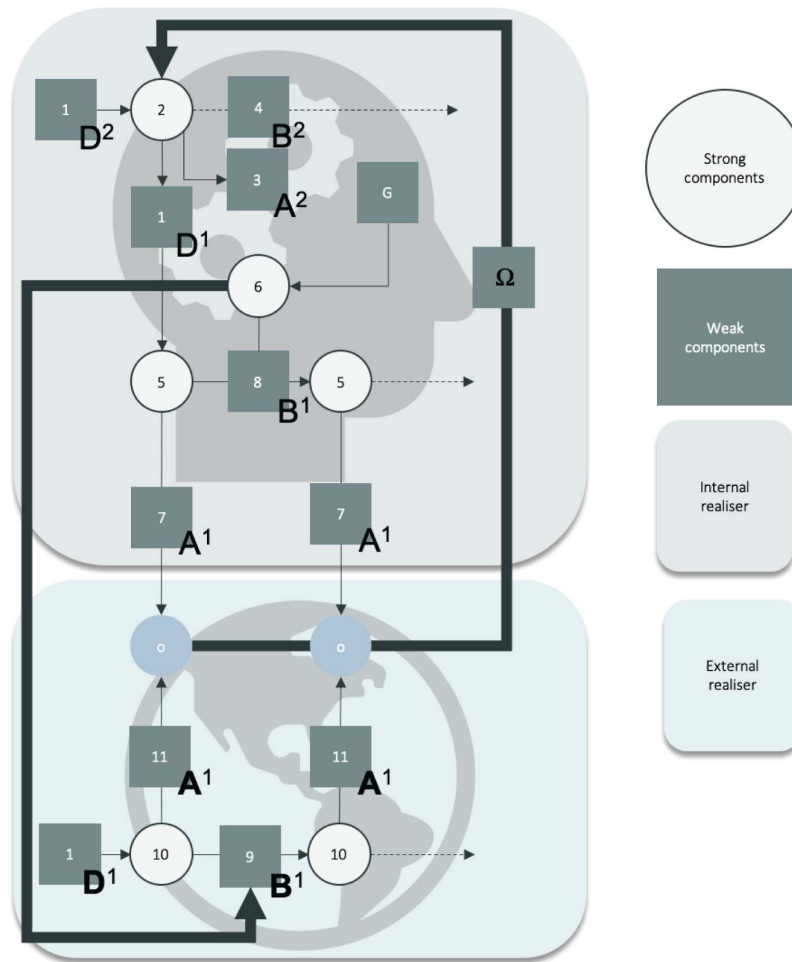 1
D²
2
4
B²
3
A²
G
1
D¹
6
Ω
5
8
B¹
5
7
A¹
7
A¹
o
o
11
A¹
11
A¹
1
D¹
10
9
B¹
10
Strong
components
Weak
components
Internal
realiser
External
realiser